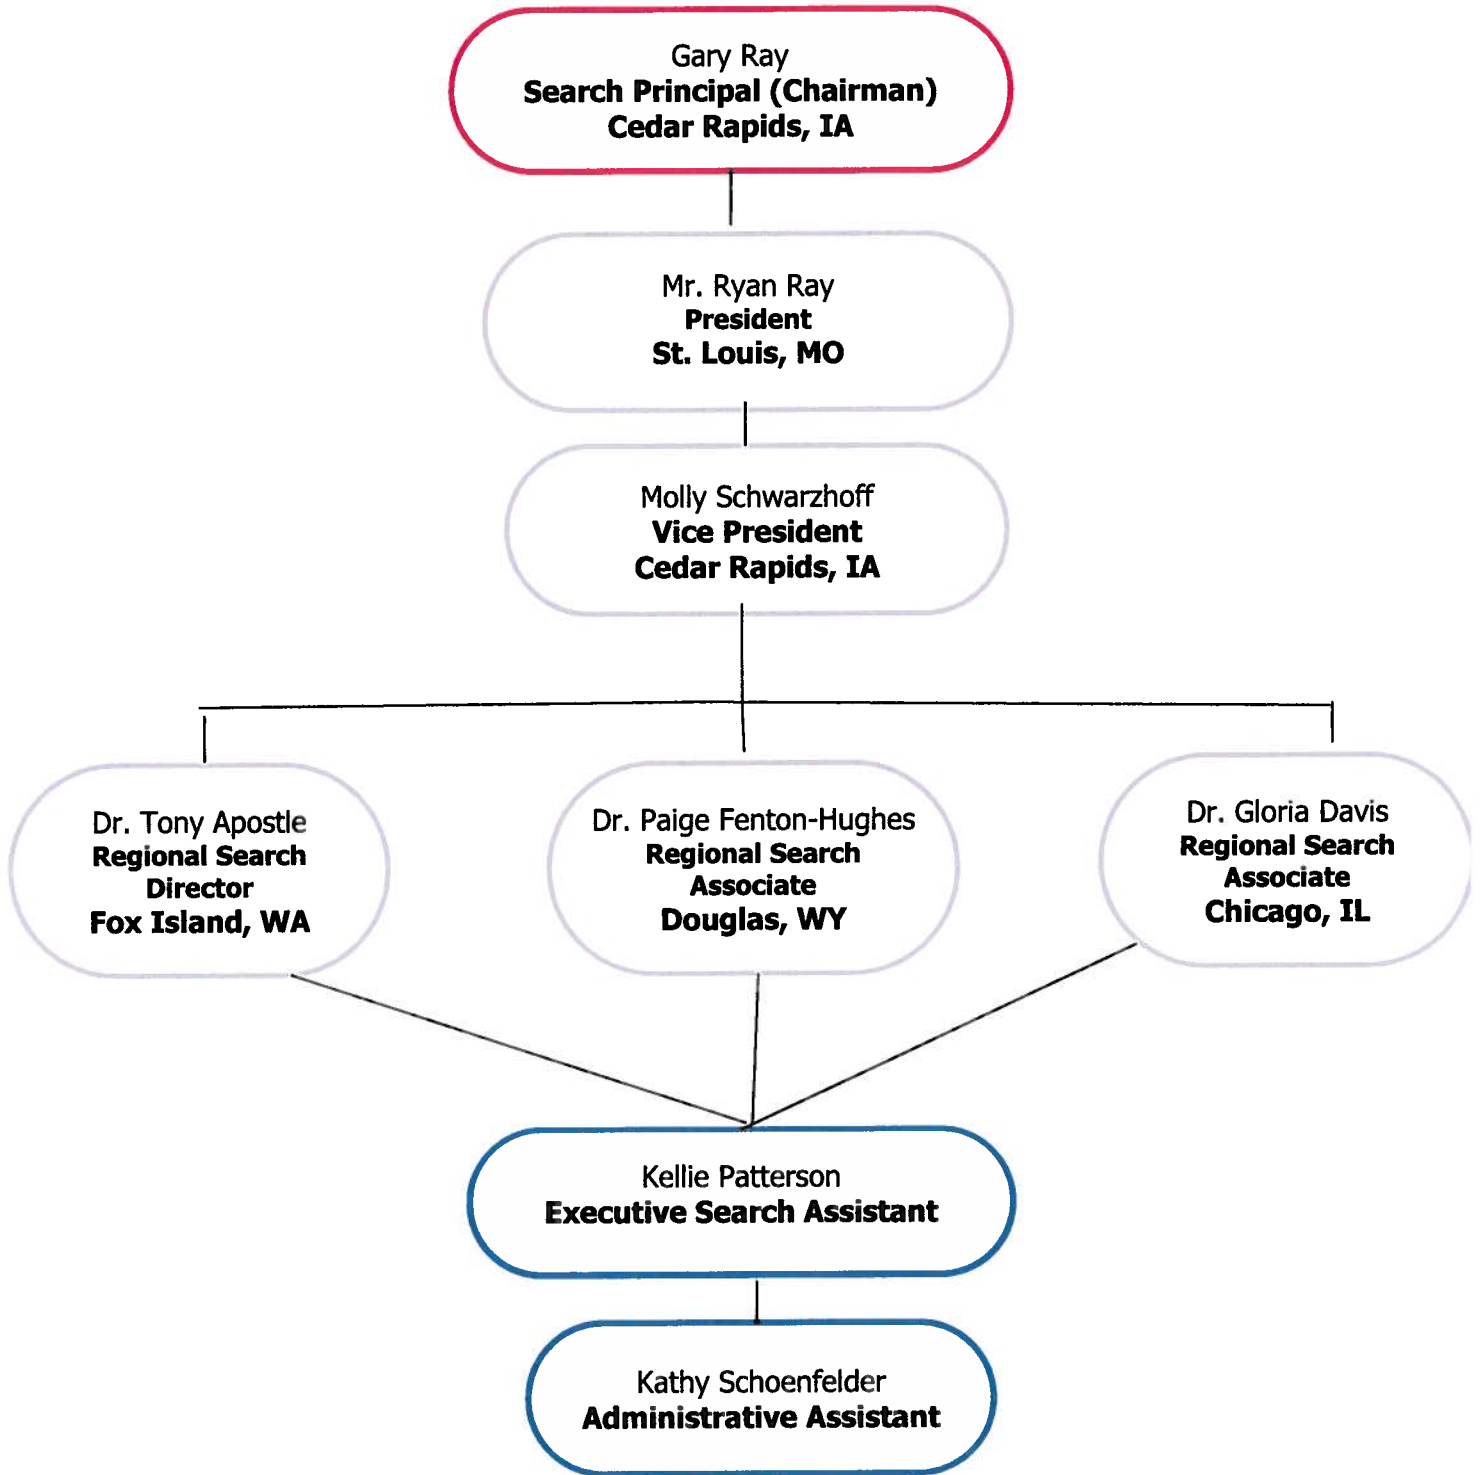 Gary Ray
Search Principal (Chairman)
Cedar Rapids, IA
Mr. Ryan Ray
President
St. Louis, MO
Molly Schwarzhoff
Vice President
Cedar Rapids, IA
Dr. Tony Apostle
Regional Search
Director
Fox Island, WA
Dr. Paige Fenton-Hughes
Regional Search
Associate
Douglas, WY
Dr. Gloria Davis
Regional Search
Associate
Chicago, IL
Kellie Patterson
Executive Search Assistant
Kathy Schoenfelder
Administrative Assistant